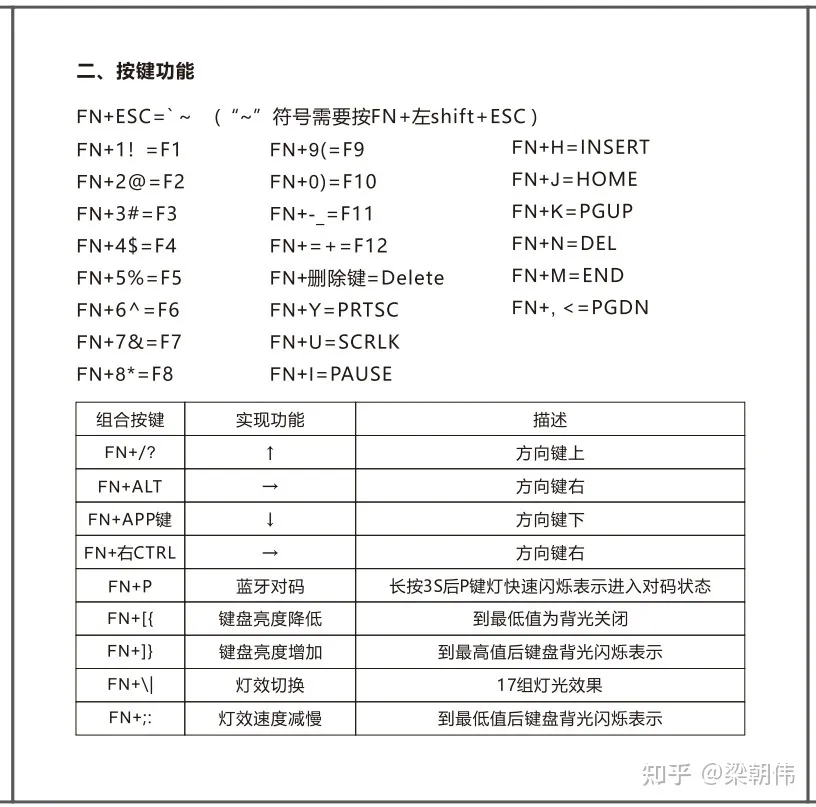 二、按键功能
FN+ESC=` ~ （“~”符号需要按FN+左shift+ESC）
FN+1！=F1
FN+2@=F2
FN+3#=F3
FN+4$=F4
FN+5%=F5
FN+6^=F6
FN+7&=F7
FN+8*=F8
FN+9(=F9
FN+0)=F10
FN+-_=F11
FN+=+=F12
FN+删除键=Delete
FN+Y=PRTSC
FN+U=SCRLK
FN+I=PAUSE
FN+H=INSERT
FN+J=HOME
FN+K=PGUP
FN+N=DEL
FN+M=END
FN+, <=PGDN
组合按键 实现功能 描述
FN+/? ↑ 方向键上
FN+ALT → 方向键右
FN+APP键 ↓ 方向键下
FN+右CTRL → 方向键右
FN+P 蓝牙对码 长按3S后P键灯快速闪烁表示进入对码状态
FN+[{ 键盘亮度降低 到最低值为背光关闭
FN+]} 键盘亮度增加 到最高值后键盘背光闪烁表示
FN+\| 灯效切换 17组灯光效果
FN+;: 灯效速度减慢 到最低值后键盘背光闪烁表示
知乎 @梁朝伟